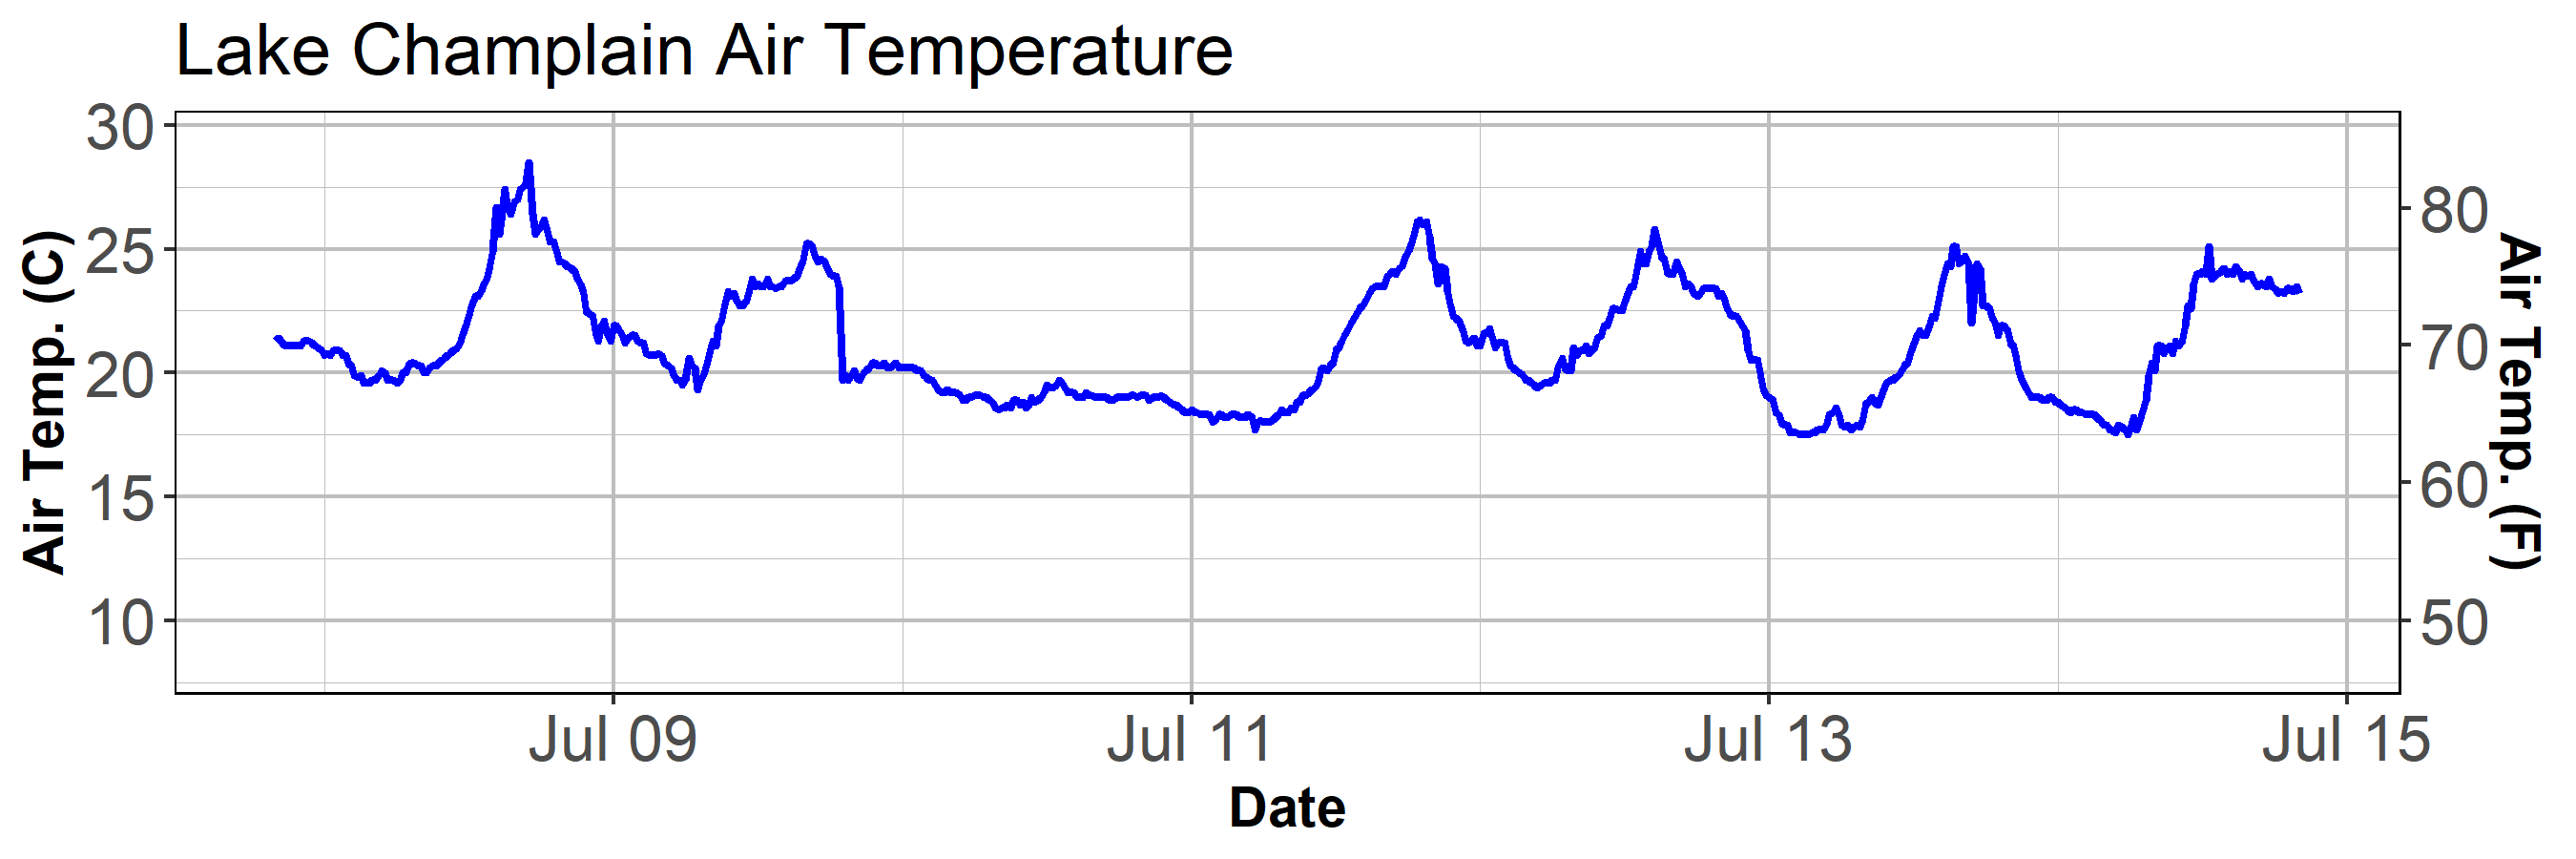 Lake Champlain Air Temperature
30
25
20
15
10
Air Temp. (C)
80
70
60
50
Air Temp. (F)
Jul 09
Jul 11
Jul 13
Jul 15
Date